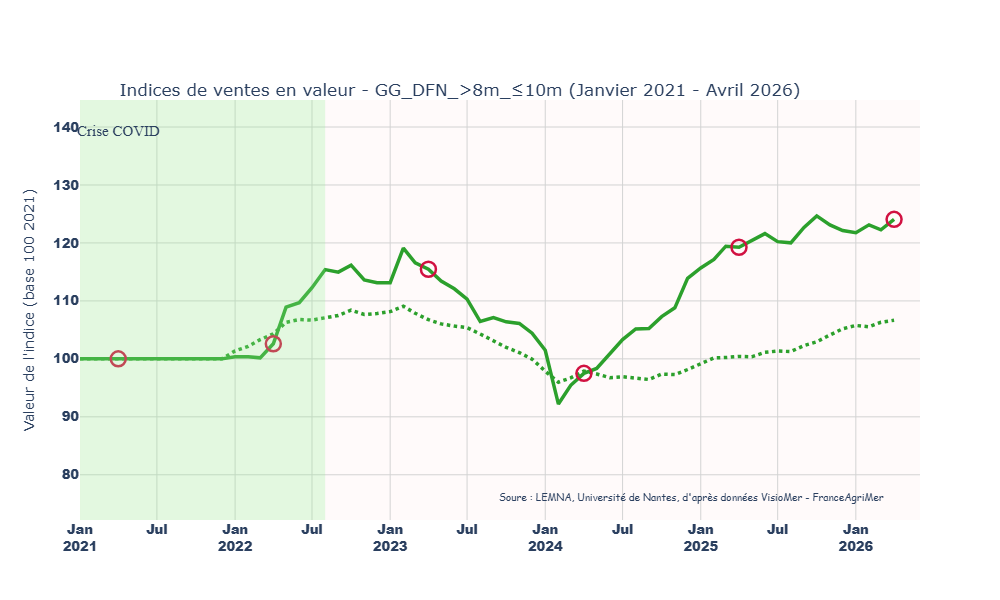 Indices de ventes en valeur - GG_DFN_>8m_≤10m (Janvier 2021 - Avril 2026)
Valeur de l'indice (base 100 2021)
140
Crise COVID
130
120
110
100
90
80
Soure : LEMNA, Université de Nantes, d'après données VisioMer - FranceAgriMer
Jan Jul Jan Jul Jan Jul Jan Jul Jan Jul Jan
2021 2022 2023 2024 2025 2026